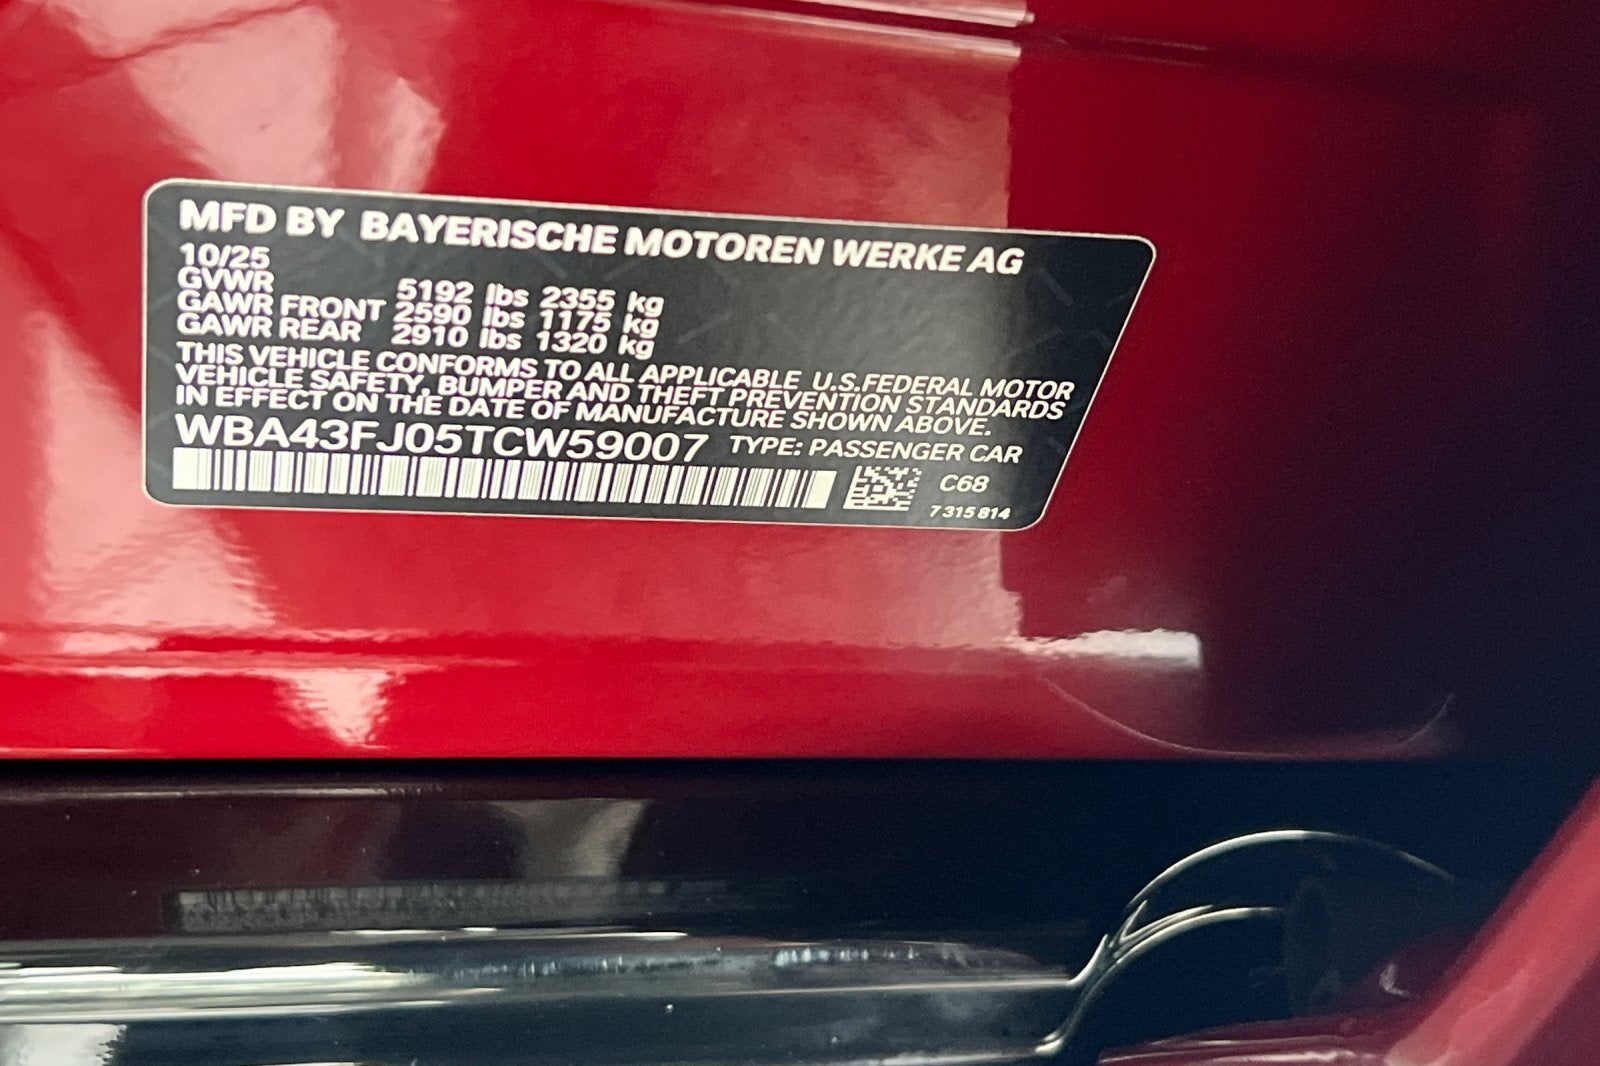 MFD BY BAYERISCHE MOTOREN WERKE AG
10/25
GVWR 5192 lbs 2355 kg
GAWR FRONT 2590 lbs 1175 kg
GAWR REAR 2910 lbs 1320 kg
THIS VEHICLE CONFORMS TO ALL APPLICABLE U.S.FEDERAL MOTOR
VEHICLE SAFETY, BUMPER AND THEFT PREVENTION STANDARDS
IN EFFECT ON THE DATE OF MANUFACTURE SHOWN ABOVE.
WBA43FJ05TCW59007 TYPE: PASSENGER CAR
C68
7 315 814